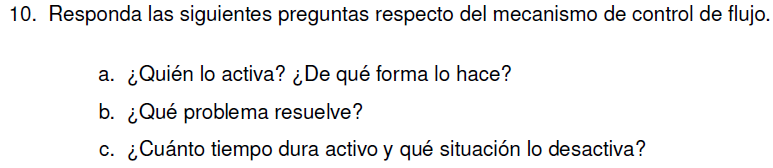 10. Responda las siguientes preguntas respecto del mecanismo de control de flujo.
a. ¿Quién lo activa? ¿De qué forma lo hace?
b. ¿Qué problema resuelve?
c. ¿Cuánto tiempo dura activo y qué situación lo desactiva?